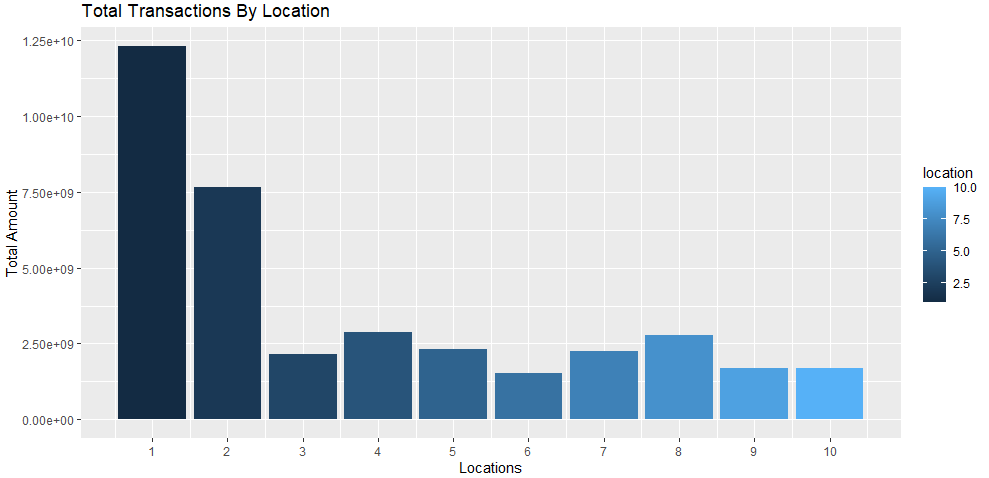 Total Transactions By Location
Total Amount
1.25e+10
1.00e+10
7.50e+09
5.00e+09
2.50e+09
0.00e+00
1 2 3 4 5 6 7 8 9 10
Locations
location
10.0
7.5
5.0
2.5